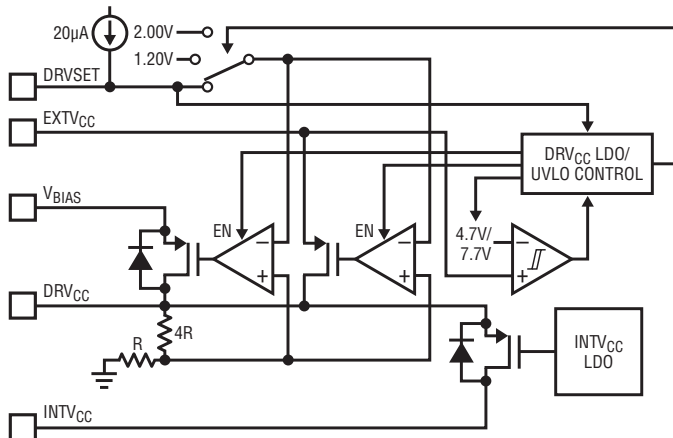 20µA
2.00V
1.20V
DRVSET
EXTVCC
DRVCC LDO/
UVLO CONTROL
VBIAS
EN
EN
4.7V/
7.7V
−
+
−
+
−
+
DRVCC
4R
R
INTVCC
LDO
INTVCC